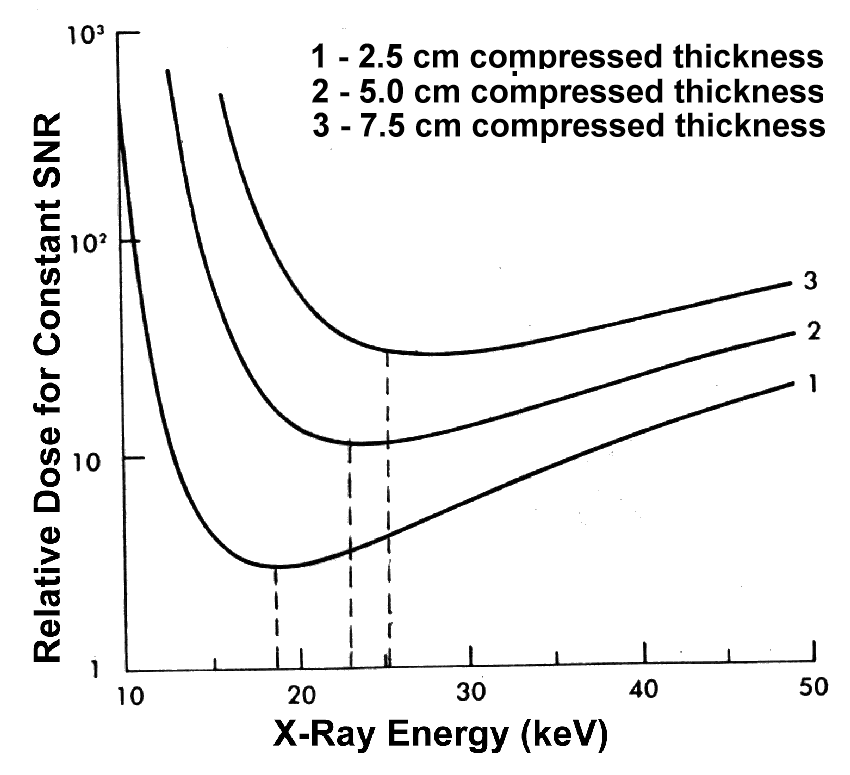 10³
1 - 2.5 cm compressed thickness
2 - 5.0 cm compressed thickness
3 - 7.5 cm compressed thickness
Relative Dose for Constant SNR
10²
3
2
1
10
1
10 20 30 40 50
X-Ray Energy (keV)